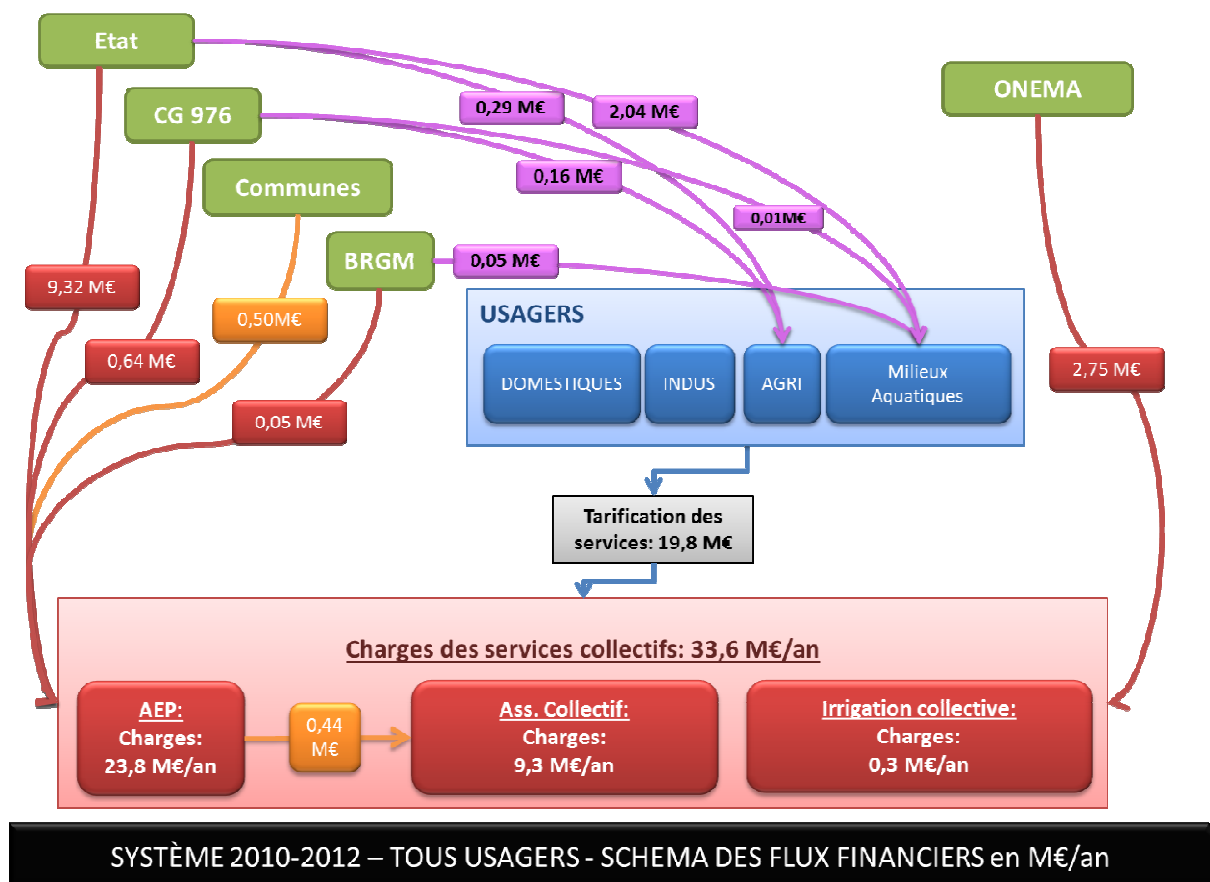 Etat
CG 976
Communes
BRGM
ONEMA
0,29 M€
2,04 M€
0,16 M€
0,01M€
0,05 M€
9,32 M€
0,50M€
0,64 M€
0,05 M€
2,75 M€
USAGERS
DOMESTIQUES
INDUS
AGRI
Milieux
Aquatiques
Tarification des
services: 19,8 M€
Charges des services collectifs: 33,6 M€/an
AEP:
Charges:
23,8 M€/an
0,44
M€
Ass. Collectif:
Charges:
9,3 M€/an
Irrigation collective:
Charges:
0,3 M€/an
SYSTÈME 2010-2012 – TOUS USAGERS - SCHEMA DES FLUX FINANCIERS en M€/an